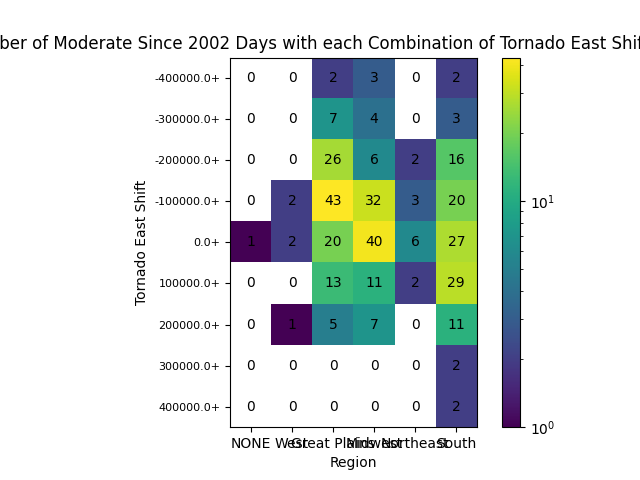 ber of Moderate Since 2002 Days with each Combination of Tornado East Shif
Tornado East Shift
-400000.0+ 0 0 2 3 0 2
-300000.0+ 0 0 7 4 0 3
-200000.0+ 0 0 26 6 2 16
-100000.0+ 0 2 43 32 3 20
0.0+ 1 2 20 40 6 27
100000.0+ 0 0 13 11 2 29
200000.0+ 0 1 5 7 0 11
300000.0+ 0 0 0 0 0 2
400000.0+ 0 0 0 0 0 2
NONE West Great Plains Midwest Northeast South
Region
10^1
10^0